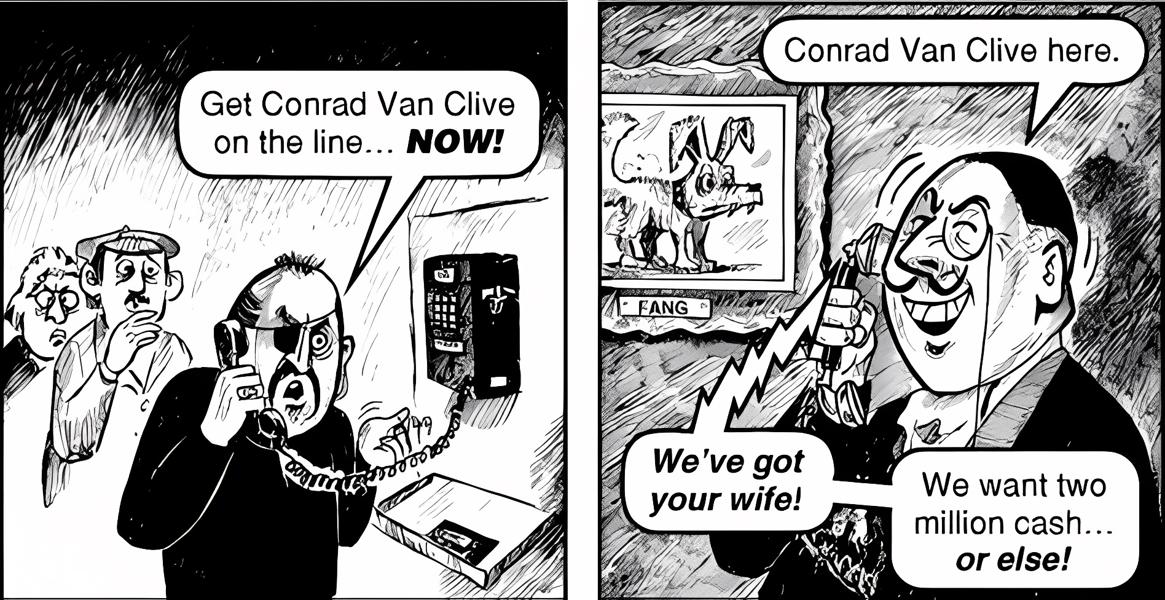 Get Conrad Van Clive
on the line... NOW!
Conrad Van Clive here.
FANG
We've got
your wife!
We want two
million cash...
or else!